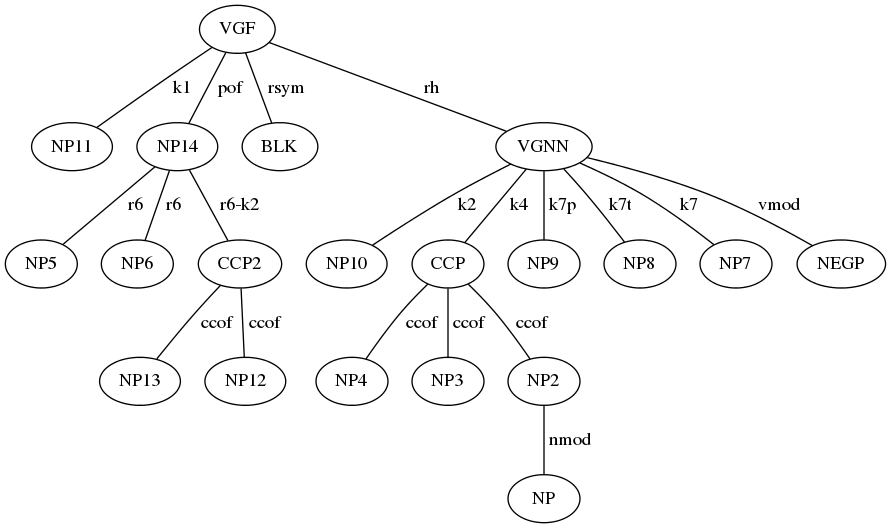 VGF
k1 pof rsym rh
NP11 NP14 BLK VGNN
r6 r6 r6-k2 k2 k4 k7p k7t k7 vmod
NP5 NP6 CCP2 NP10 CCP NP9 NP8 NP7 NEGP
ccof ccof ccof ccof ccof
NP13 NP12 NP4 NP3 NP2
nmod
NP